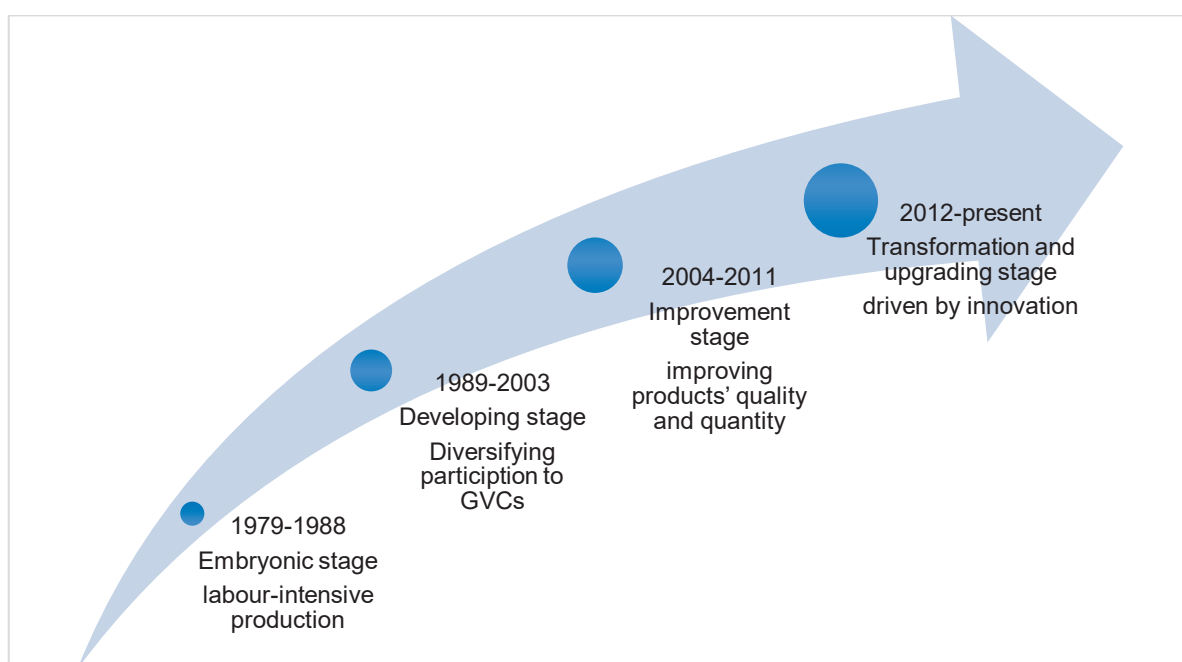 1979-1988
Embryonic stage
labour-intensive
production
1989-2003
Developing stage
Diversifying
particiption to
GVCs
2004-2011
Improvement
stage
improving
products’ quality
and quantity
2012-present
Transformation and
upgrading stage
driven by innovation